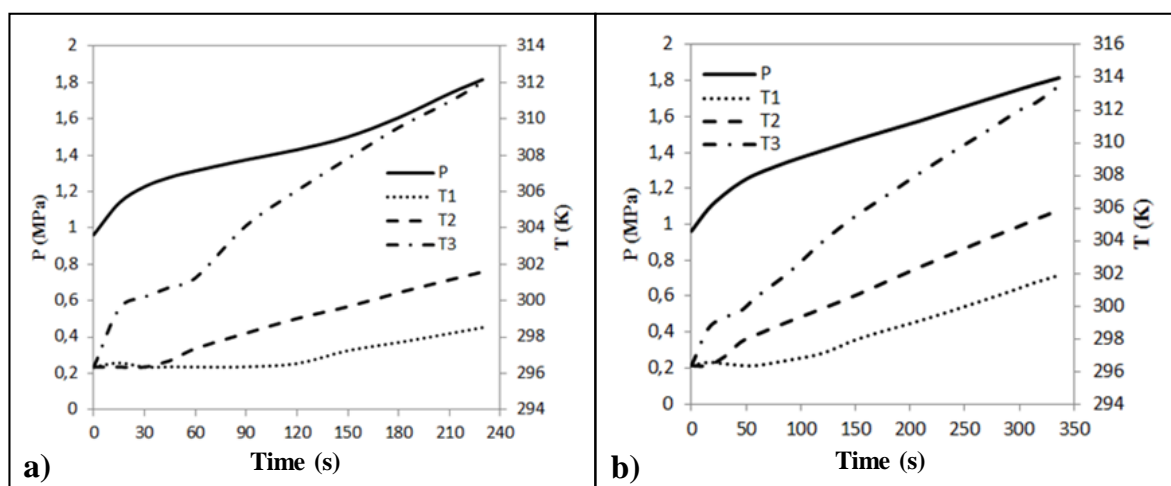 2
1,8
1,6
1,4
1,2
1
0,8
0,6
0,4
0,2
0
P (MPa)
314
312
310
308
306
304
302
300
298
296
294
T (K)
P
T1
T2
T3
0 30 60 90 120 150 180 210 240
Time (s)
a)
2
1,8
1,6
1,4
1,2
1
0,8
0,6
0,4
0,2
0
P (MPa)
316
314
312
310
308
306
304
302
300
298
296
294
T (K)
P
T1
T2
T3
0 50 100 150 200 250 300 350
Time (s)
b)